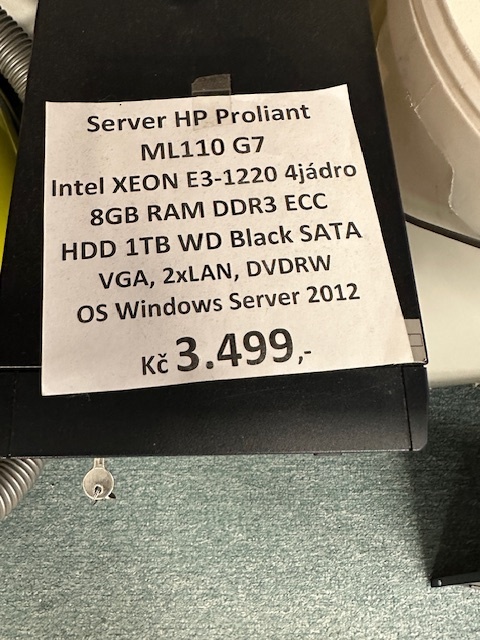 Server HP Proliant
ML110 G7
Intel XEON E3-1220 4jádro
8GB RAM DDR3 ECC
HDD 1TB WD Black SATA
VGA, 2xLAN, DVDRW
OS Windows Server 2012
Kč 3.499,-